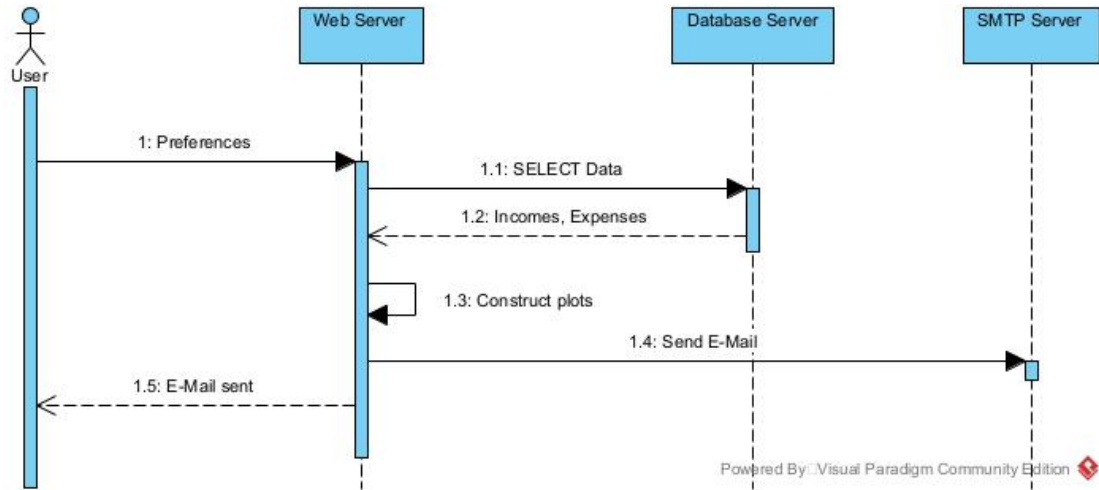 Web Server
Database Server
SMTP Server
User
1: Preferences
1.1: SELECT Data
1.2: Incomes, Expenses
1.3: Construct plots
1.4: Send E-Mail
1.5: E-Mail sent
Powered By Visual Paradigm Community Edition